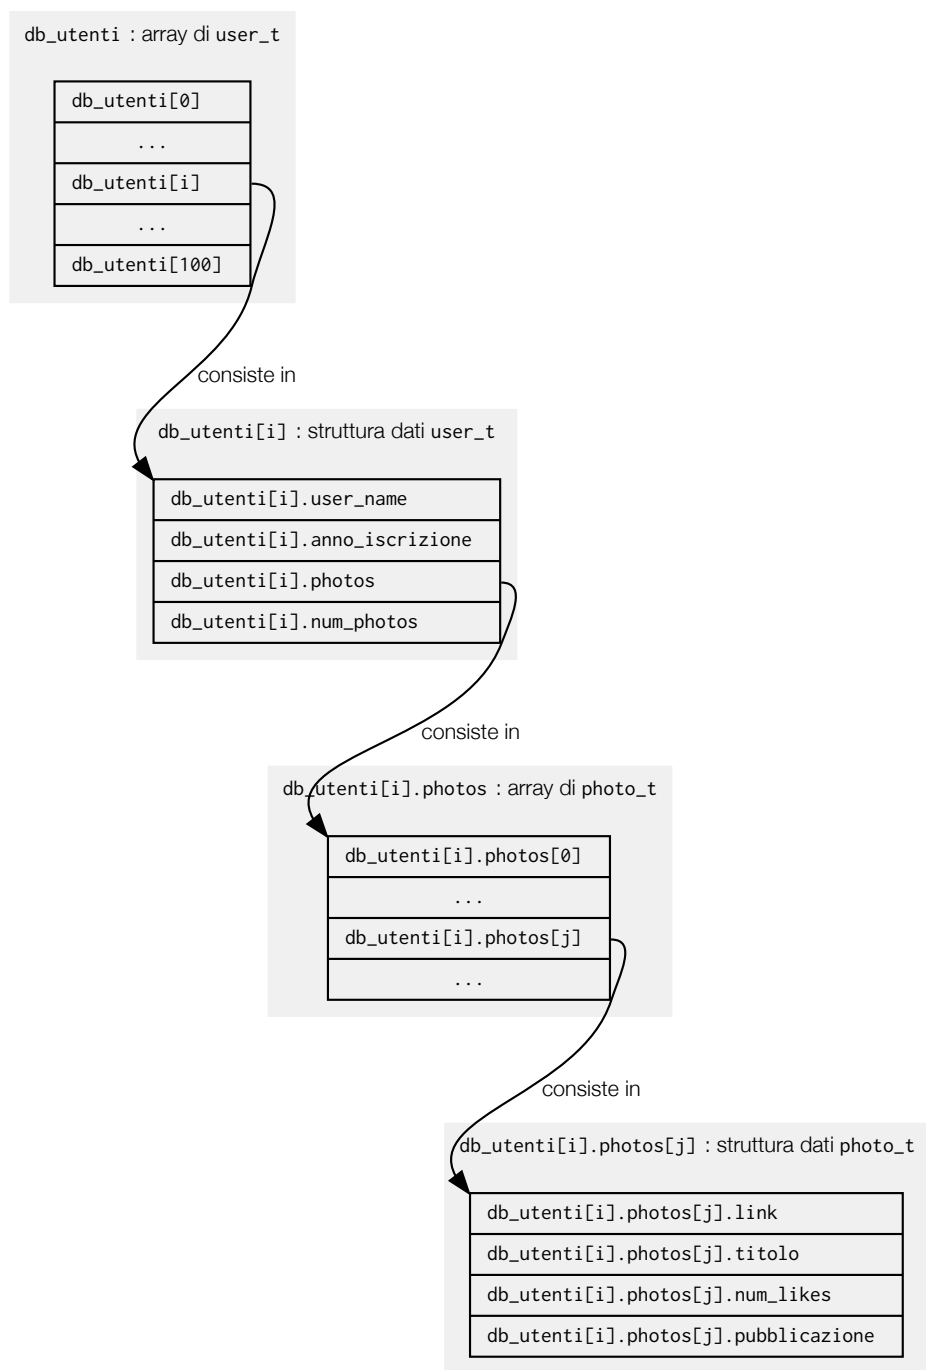 db_utenti : array di user_t
db_utenti[0]
...
db_utenti[i]
...
db_utenti[100]
consiste in
db_utenti[i] : struttura dati user_t
db_utenti[i].user_name
db_utenti[i].anno_iscrizione
db_utenti[i].photos
db_utenti[i].num_photos
consiste in
db_utenti[i].photos : array di photo_t
db_utenti[i].photos[0]
...
db_utenti[i].photos[j]
...
consiste in
db_utenti[i].photos[j] : struttura dati photo_t
db_utenti[i].photos[j].link
db_utenti[i].photos[j].titolo
db_utenti[i].photos[j].num_likes
db_utenti[i].photos[j].pubblicazione